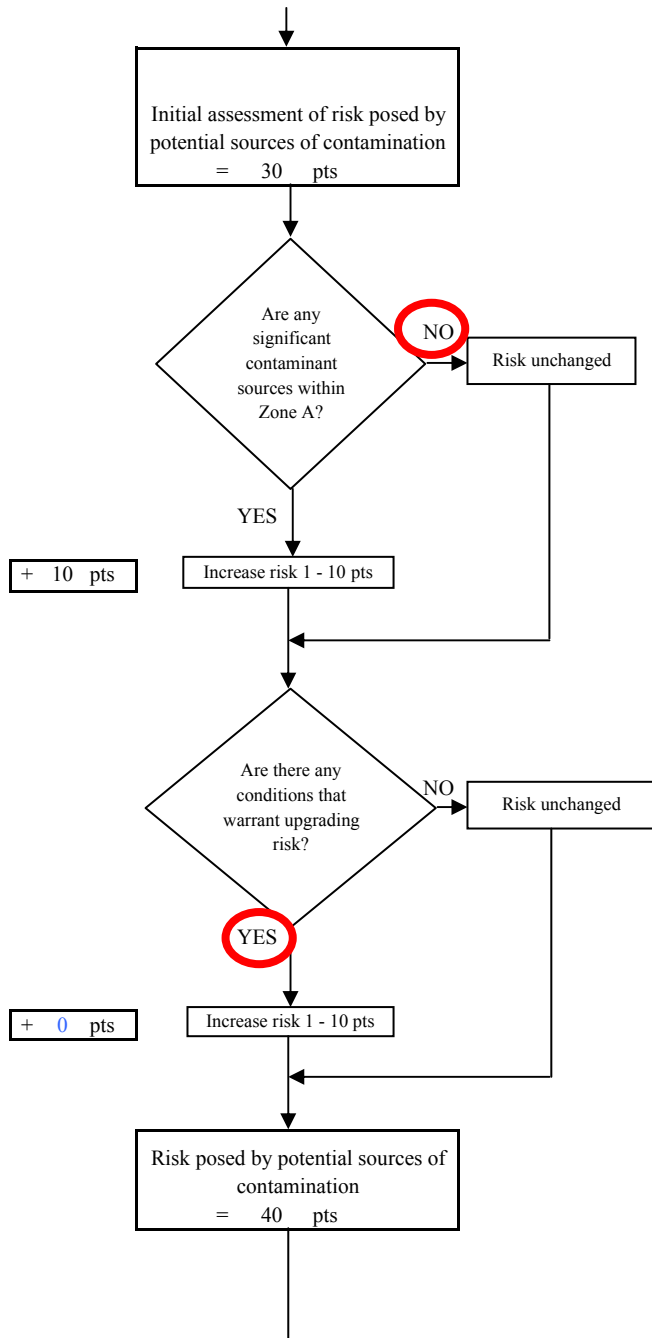 Initial assessment of risk posed by
potential sources of contamination
= 30 pts
Are any
significant
contaminant
sources within
Zone A?
NO
Risk unchanged
YES
+ 10 pts
Increase risk 1 - 10 pts
Are there any
conditions that
warrant upgrading
risk?
NO
Risk unchanged
YES
+ 0 pts
Increase risk 1 - 10 pts
Risk posed by potential sources of
contamination
= 40 pts